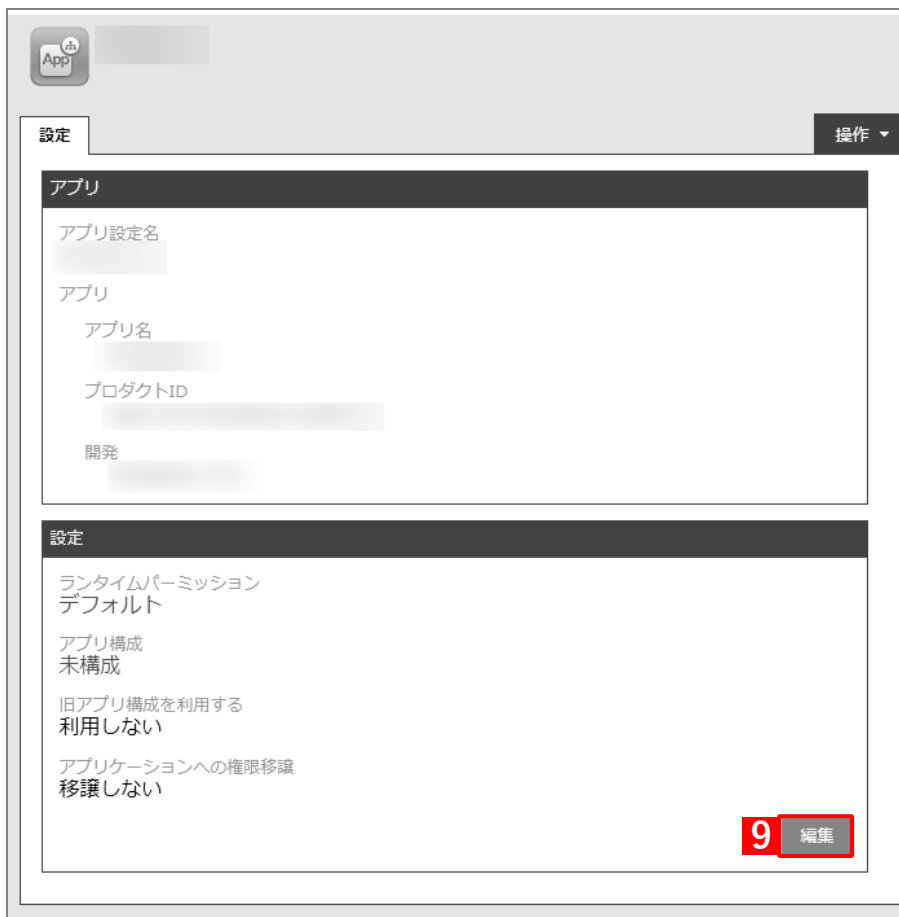 App
設定
操作 ▼
アプリ
アプリ設定名
アプリ
アプリ名
プロダクトID
開発
設定
ランタイムパーミッション
デフォルト
アプリ構成
未構成
旧アプリ構成を利用する
利用しない
アプリケーションへの権限移譲
移譲しない
9 編集